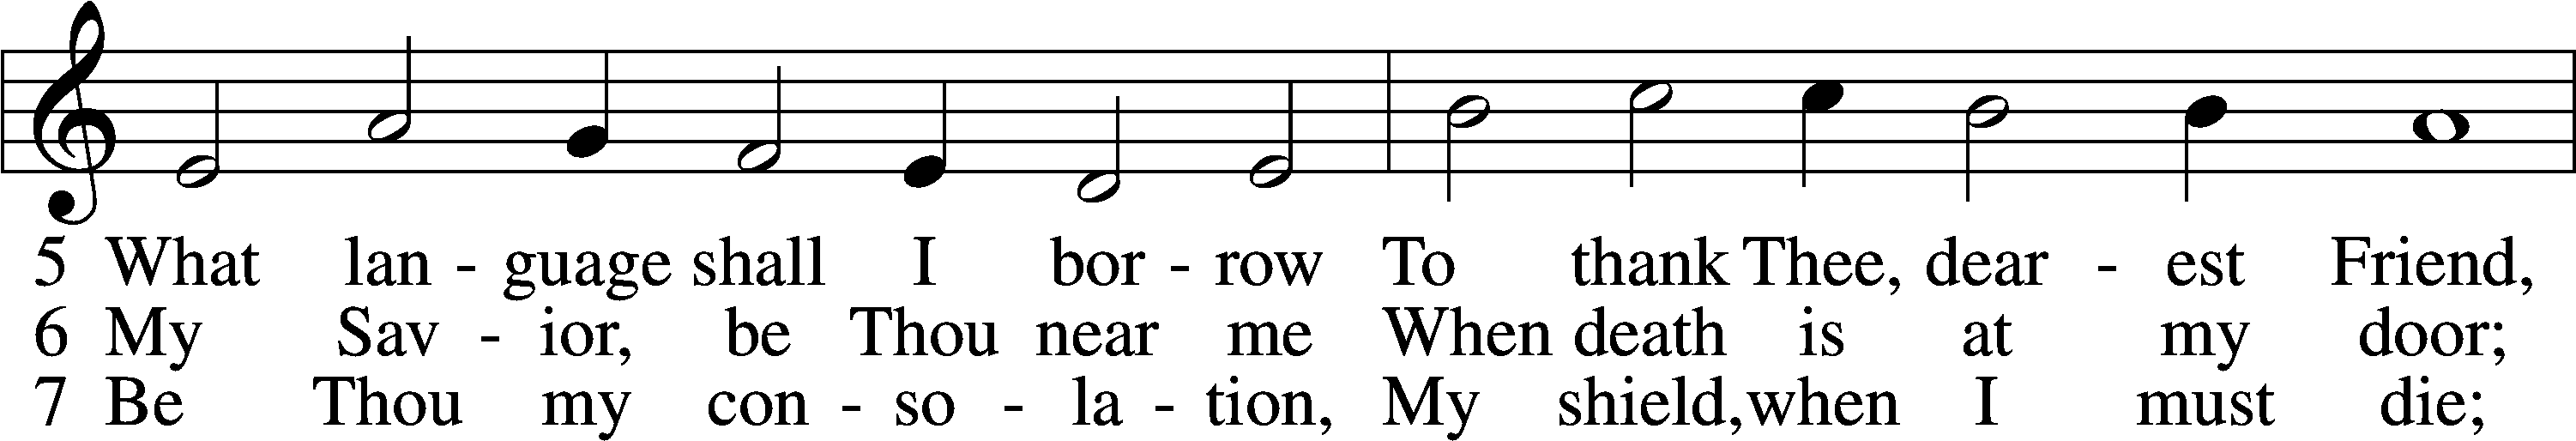 5 What lan - guage shall I bor - row To thank Thee, dear - est Friend,
6 My Sav - ior, be Thou near me When death is at my door;
7 Be Thou my con - so - la - tion, My shield, when I must die;